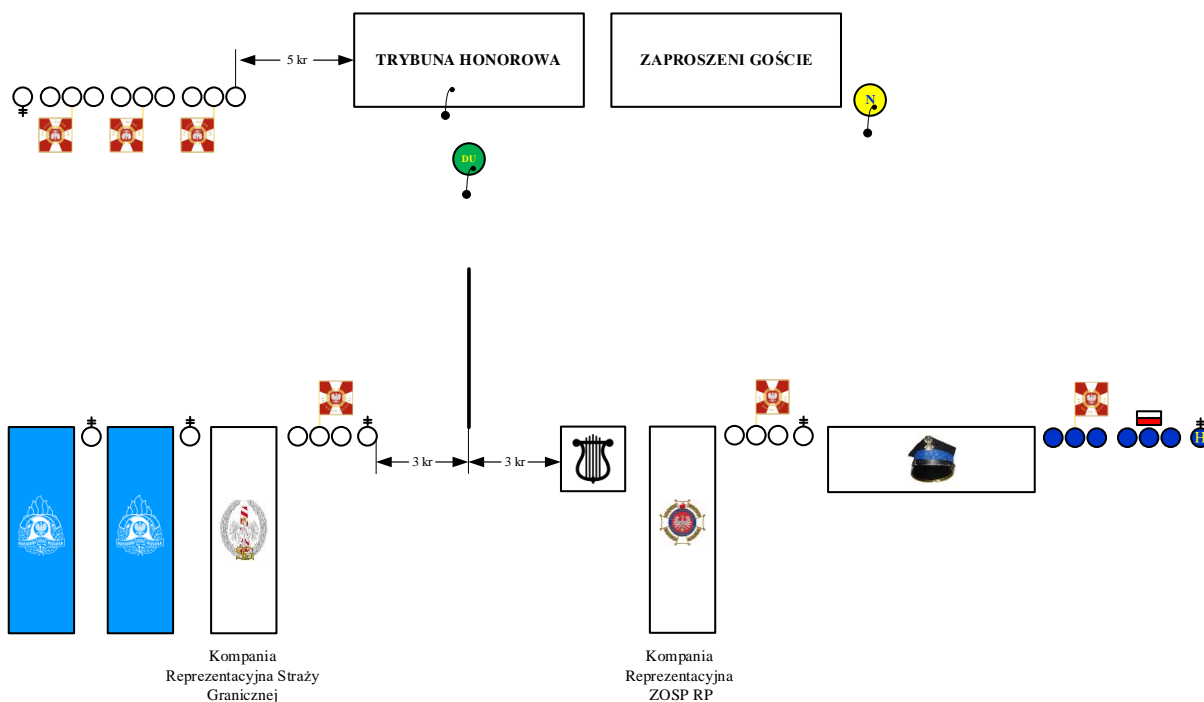 5 kr
TRYBUNA HONOROWA
ZAPROSZENI GOŚCIE
N
DU
3 kr
3 kr
H
Kompania
Reprezentacyjna Straży
Granicznej
Kompania
Reprezentacyjna
ZOSP RP